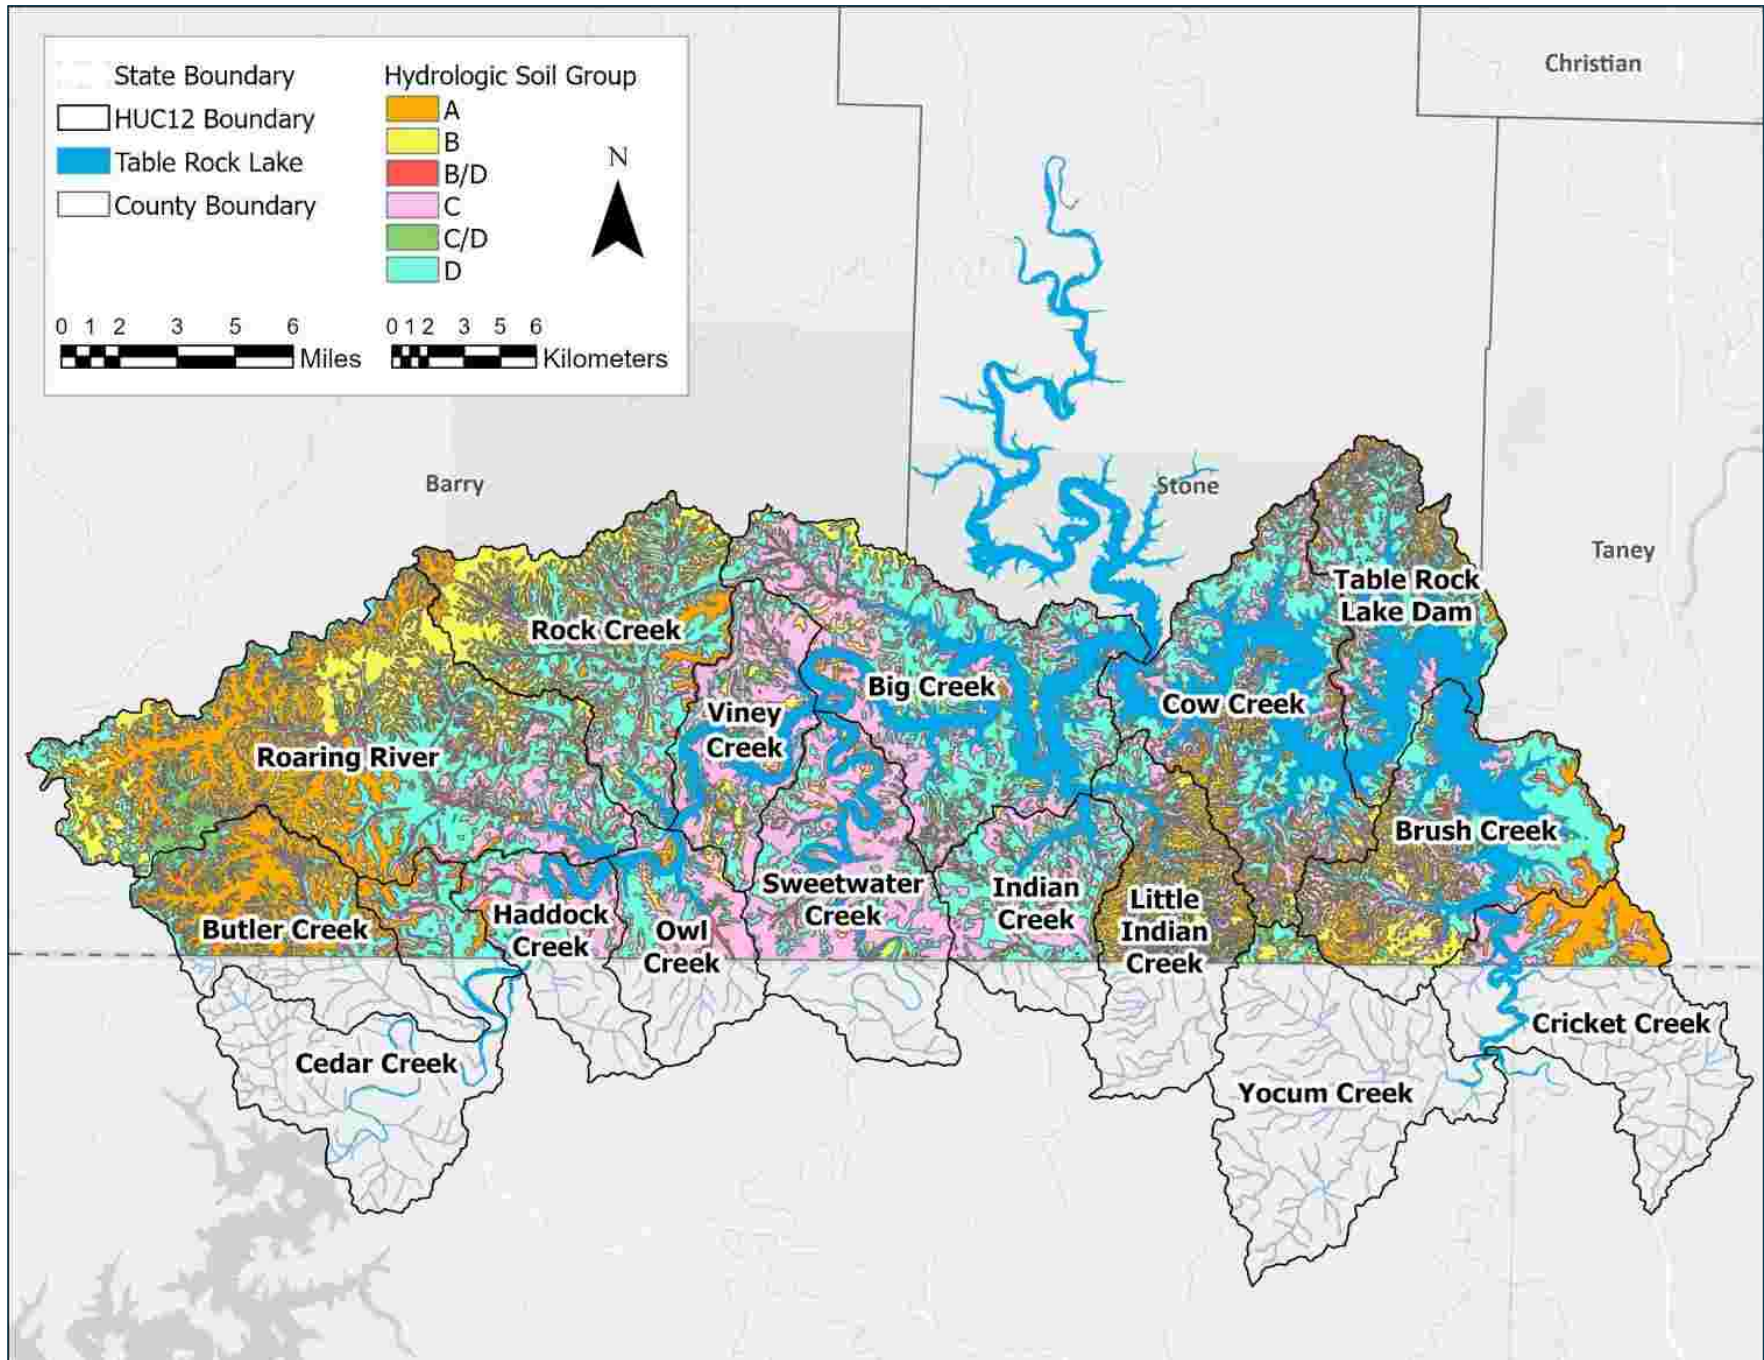 State Boundary
HUC12 Boundary
Table Rock Lake
County Boundary
Hydrologic Soil Group
A
B
B/D
C
C/D
D
N
0 1 2 3 5 6
Miles
0 1 2 3 5 6
Kilometers
Christian
Barry
Stone
Taney
Table Rock
Lake Dam
Rock Creek
Big Creek
Cow Creek
Viney
Creek
Roaring River
Brush Creek
Sweetwater
Creek
Indian
Creek
Little
Indian
Creek
Haddock
Creek
Owl
Creek
Butler Creek
Cricket Creek
Cedar Creek
Yocum Creek